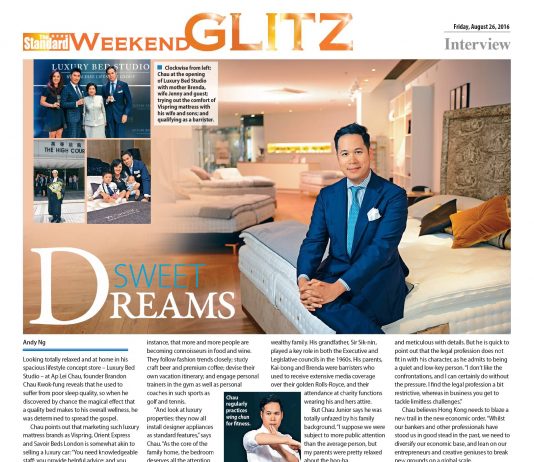 The Standard WEEKEND GLITZ
Friday, August 26, 2016
Interview
LUXURY BED STUDIO
THE HIGH COURT
Clockwise from left:
Chau at the opening
of Luxury Bed Studio
with mother Brenda,
wife Jenny and guest;
trying out the comfort of
Vispring mattress with
his wife and sons; and
qualifying as a barrister.
SWEET
DREAMS
Andy Ng
Looking totally relaxed and at home in his
spacious lifestyle concept store – Luxury Bed
Studio – at Ap Lei Chau, founder Brandon
Chau Kwok-fung reveals that he used to
suffer from poor sleep quality, so when he
discovered by chance the magical effect that
a quality bed makes to his overall wellness, he
was determined to spread the gospel.
Chau points out that marketing such luxury
mattress brands as Vispring, Orient Express
and Savoir Beds London is somewhat akin to
selling a luxury car: "You need knowledgeable
staff, you provide helpful advice and you
instance, that more and more people are
becoming connoisseurs in food and wine.
They follow fashion trends closely; study
craft beer and premium coffee; devise their
own vacation itinerary; and engage personal
trainers in the gym as well as personal
coaches in such sports as
golf and tennis.
"And look at luxury
properties: they now all
install designer appliances
as standard features," says
Chau. "As the core of the
family home, the bedroom
deserves all the attention
Chau
regularly
practices
wing chun
for fitness.
wealthy family. His grandfather, Sir Sik-nin,
played a key role in both the Executive and
Legislative councils in the 1960s. His parents,
Kai-bong and Brenda were barristers who
used to receive extensive media coverage
over their golden Rolls-Royce, and their
attendance at charity functions
wearing his and hers attire.
But Chau Junior says he was
totally unfazed by his family
background. "I suppose we were
subject to more public attention
than the average person, but
my parents were pretty relaxed
about the hoo-ha.
and meticulous with details. But he is quick to
point out that the legal profession does not
fit in with his character, as he admits to being
a quiet and low-key person. "I don't like the
confrontations, and I can certainly do without
the pressure. I find the legal profession a bit
restrictive, whereas in business you get to
tackle limitless challenges."
Chau believes Hong Kong needs to blaze a
new trail in the new economic order. "Whilst
our bankers and other professionals have
stood us in good stead in the past, we need to
diversify our economic base, and lean on our
entrepreneurs and creative geniuses to break
new grounds on a global scale.